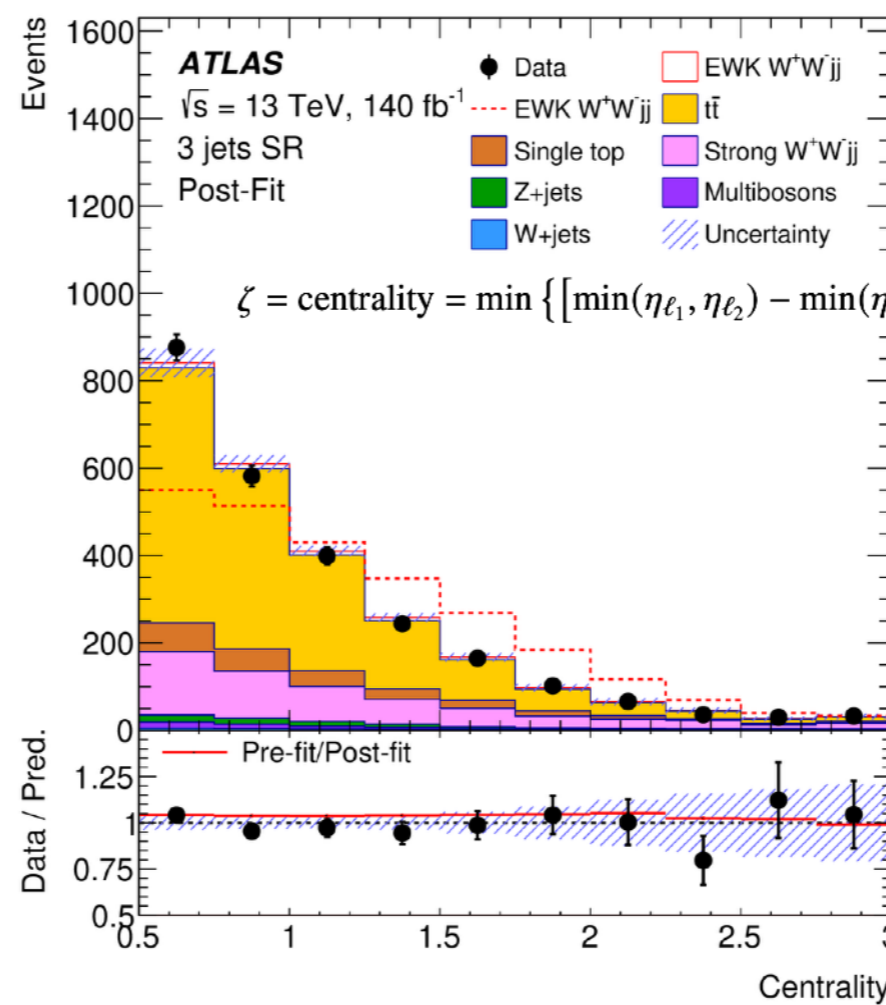 Events
1600
1400
1200
1000
800
600
400
200
0
ATLAS
√s = 13 TeV, 140 fb⁻¹
3 jets SR
Post-Fit
Data
EWK W⁺W⁻jj
EWK W⁺W⁻jj
tt̄
Single top
Strong W⁺W⁻jj
Z+jets
Multibosons
W+jets
Uncertainty
ζ = centrality = min {[min(η_ℓ₁, η_ℓ₂) − min(η
Data / Pred.
1.25
1
0.75
0.5
Pre-fit/Post-fit
0.5 1 1.5 2 2.5
Centrality